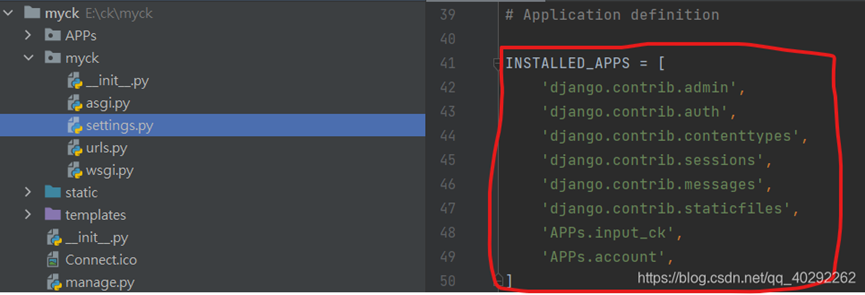 myck E:\ck\myck
APPs
myck
__init__.py
asgi.py
settings.py
urls.py
wsgi.py
static
templates
__init__.py
Connect.ico
manage.py
39 # Application definition
40
41 INSTALLED_APPS = [
42 'django.contrib.admin',
43 'django.contrib.auth',
44 'django.contrib.contenttypes',
45 'django.contrib.sessions',
46 'django.contrib.messages',
47 'django.contrib.staticfiles',
48 'APPs.input_ck',
49 'APPs.account',
50 ]
https://blog.csdn.net/qq_40292262